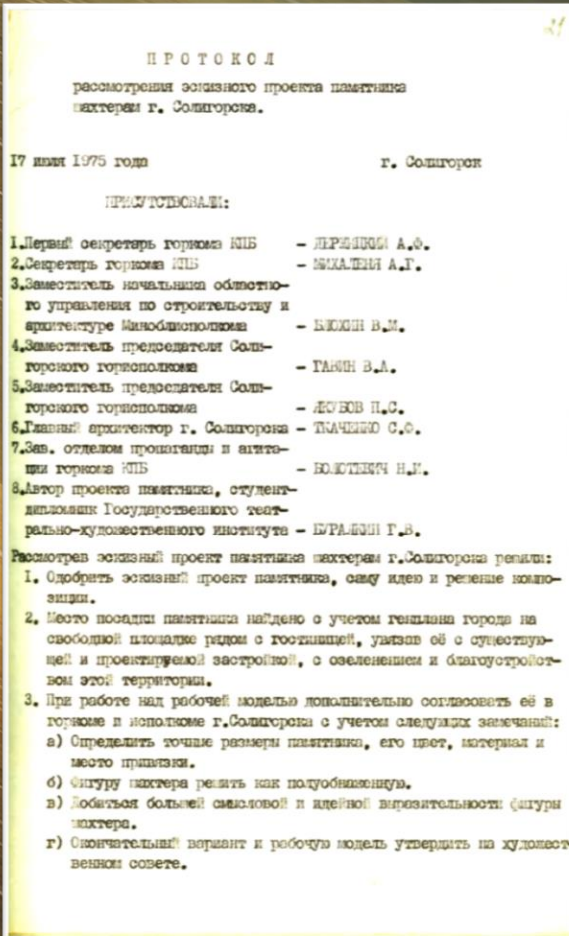 21
П Р О Т О К О Л
рассмотрения эскизного проекта памятника
шахтерам г. Солигорска.
17 июля 1975 года г. Солигорск
ПРИСУТСТВОВАЛИ:
1.Первый секретарь горкома КПБ
2.Секретарь горкома КПБ – МИХАЛЕНЯ А.Г.
3.Заместитель начальника областно-
го управления по строительству и
архитектуре Миноблисполкома – БЛОХИН В.М.
4.Заместитель председателя Соли-
горского горисполкома – ГАНИН В.А.
5.Заместитель председателя Соли-
горского горисполкома – ЯКУБОВ П.С.
6.Главный архитектор г. Солигорска – ТКАЧЕНКО С.Ф.
7.Зав. отделом пропаганды и агита-
ции горкома КПБ – БОЛОТЕВИЧ Н.И.
8.Автор проекта памятника, студент-
дипломник Государственного теат-
рально-художественного института – БУРАЛКИН Г.В.
Рассмотрев эскизный проект памятника шахтерам г.Солигорска решили:
1. Одобрить эскизный проект памятника, саму идею и решение компо-
зиции.
2. Место посадки памятника найдено с учетом генплана города на
свободной площадке рядом с гостиницей, увязав её с существую-
щей и проектируемой застройкой, с озеленением и благоустройст-
вом этой территории.
3. При работе над рабочей моделью дополнительно согласовать её в
горкоме и исполкоме г.Солигорска с учетом следующих замечаний:
а) Определить точные размеры памятника, его цвет, материал и
место привязки.
б) Фигуру шахтера решить как полуобнаженную.
в) Добиться большей смысловой и идейной выразительности фигуры
шахтера.
г) Окончательный вариант и рабочую модель утвердить на художест-
венном совете.